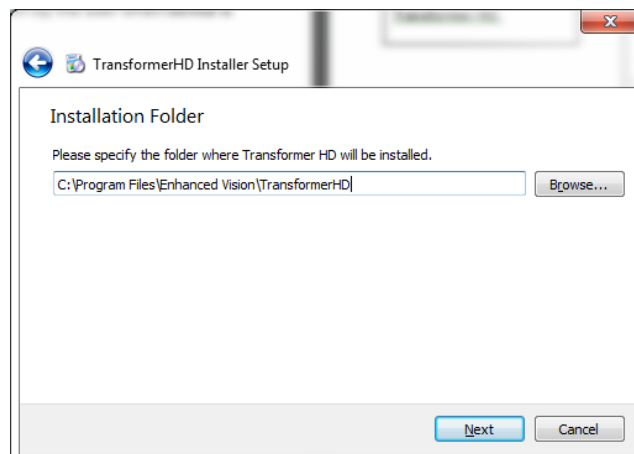 TransformerHD Installer Setup
Installation Folder
Please specify the folder where Transformer HD will be installed.
C:\Program Files\Enhanced Vision\TransformerHD
Browse...
Next
Cancel